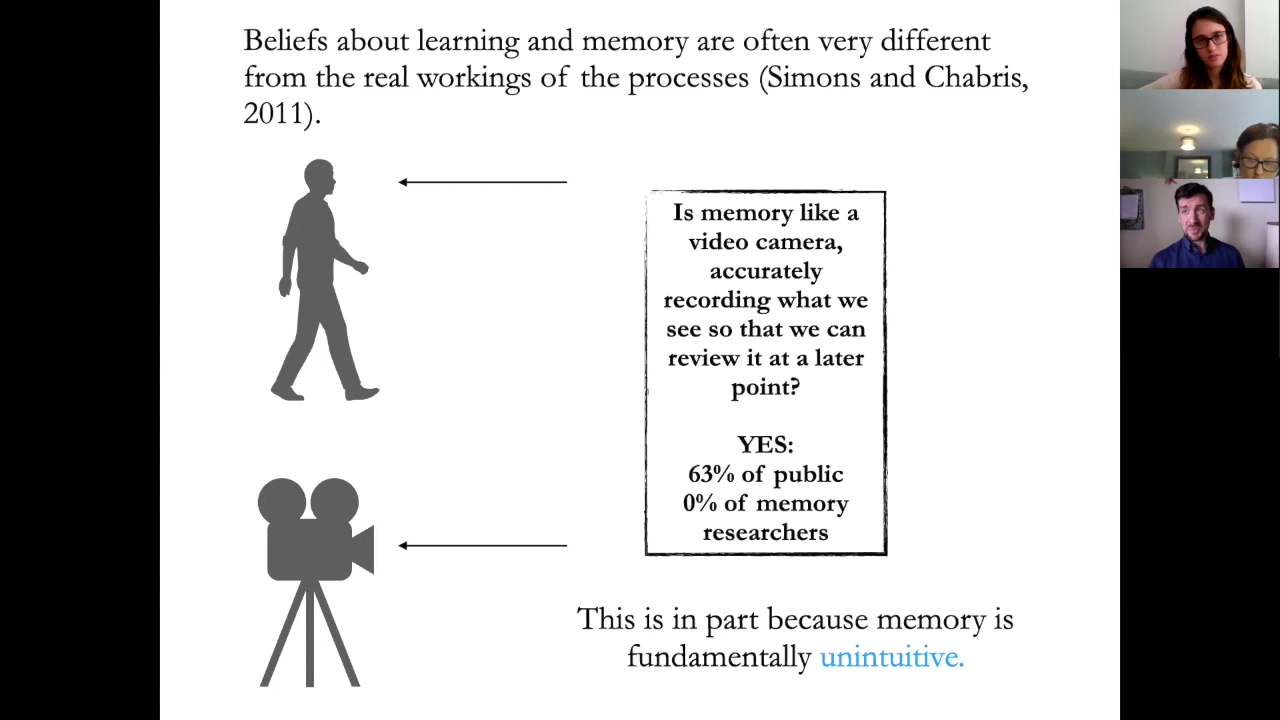 Beliefs about learning and memory are often very different
from the real workings of the processes (Simons and Chabris,
2011).
Is memory like a
video camera,
accurately
recording what we
see so that we can
review it at a later
point?
YES:
63% of public
0% of memory
researchers
This is in part because memory is
fundamentally unintuitive.